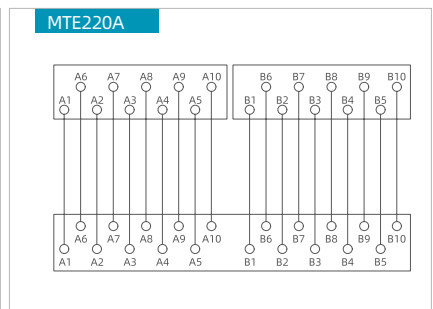 MTE220A
A6 A7 A8 A9 A10 B6 B7 B8 B9 B10
A1 A2 A3 A4 A5 B1 B2 B3 B4 B5
A6 A7 A8 A9 A10 B6 B7 B8 B9 B10
A1 A2 A3 A4 A5 B1 B2 B3 B4 B5